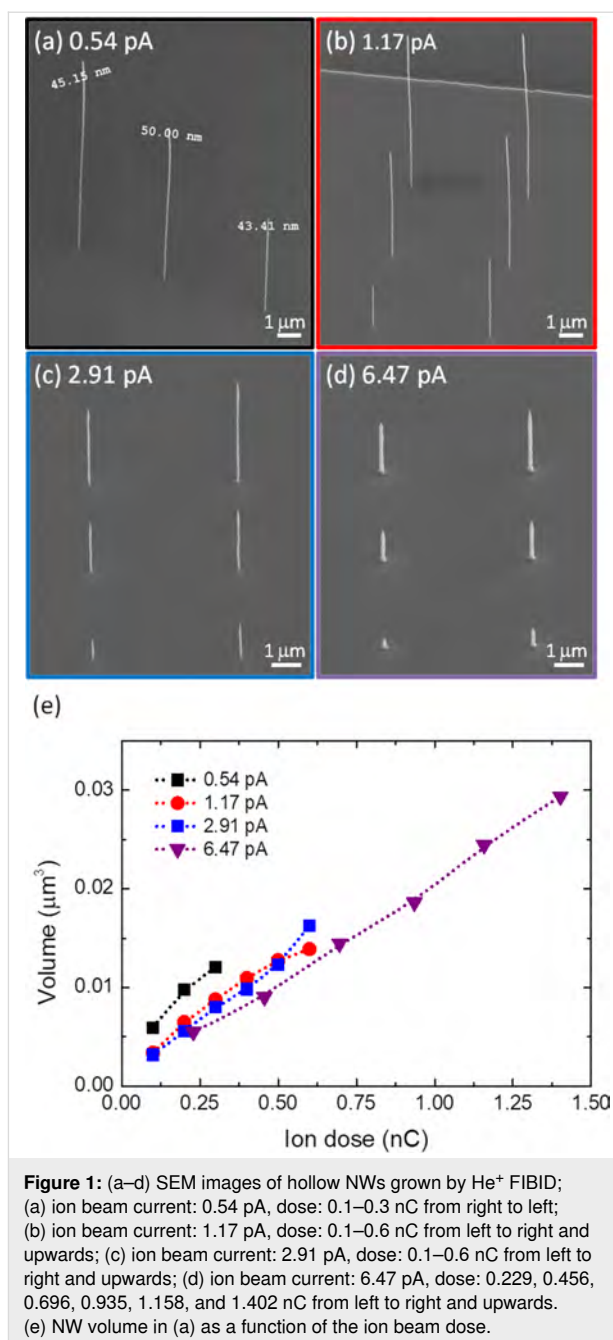 (a) 0.54 pA
45.15 nm
50.00 nm
43.41 nm
1 µm
(b) 1.17 pA
1 µm
(c) 2.91 pA
1 µm
(d) 6.47 pA
1 µm
(e)
0.54 pA
1.17 pA
2.91 pA
6.47 pA
Volume (µm³)
0.03
0.02
0.01
0.00
0.00 0.25 0.50 0.75 1.00 1.25 1.50
Ion dose (nC)
Figure 1: (a–d) SEM images of hollow NWs grown by He⁺ FIBID;
(a) ion beam current: 0.54 pA, dose: 0.1–0.3 nC from right to left;
(b) ion beam current: 1.17 pA, dose: 0.1–0.6 nC from left to right and
upwards; (c) ion beam current: 2.91 pA, dose: 0.1–0.6 nC from left to
right and upwards; (d) ion beam current: 6.47 pA, dose: 0.229, 0.456,
0.696, 0.935, 1.158, and 1.402 nC from left to right and upwards.
(e) NW volume in (a) as a function of the ion beam dose.